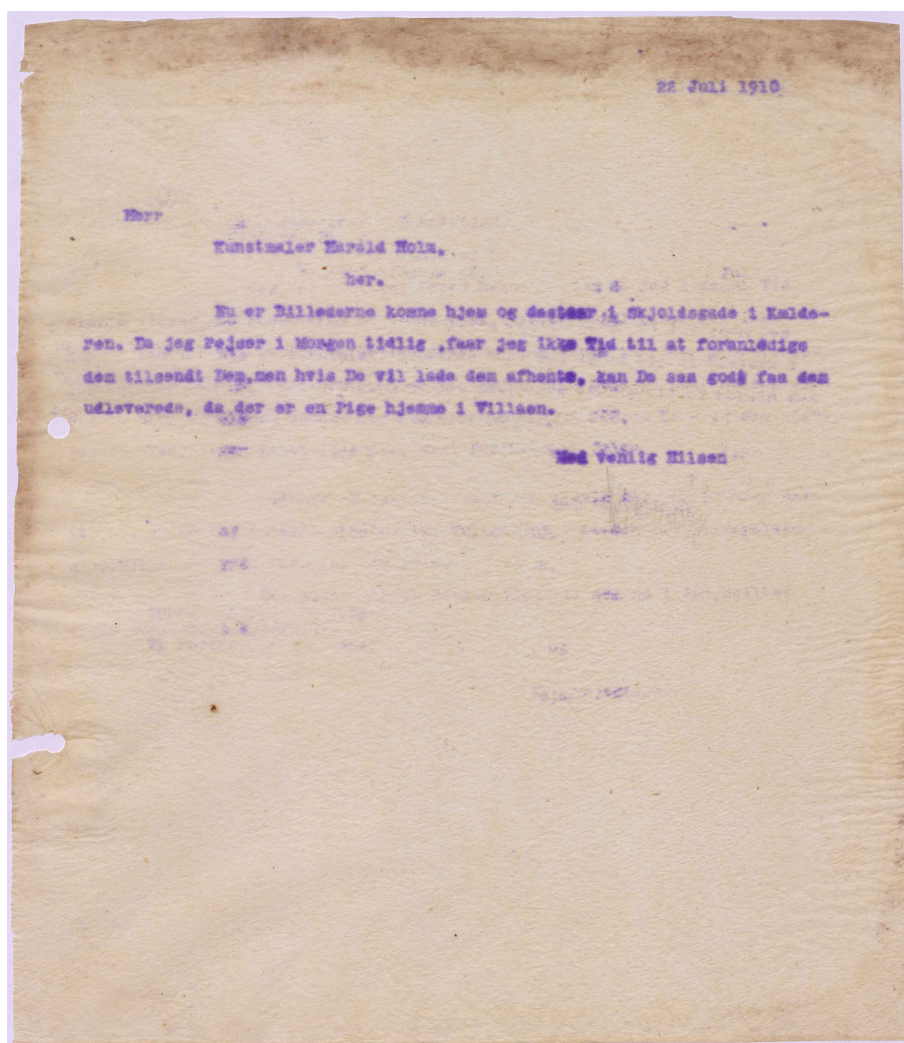 22 Juli 1910
Herr
Kunstmaler Harald Holm.
her.
Nu er Billederne komne hjem og destaar i Skjoldsgade i Kælde-
ren. Da jeg Rejser i Morgen tidlig ,faar jeg ikke Tid til at foranledige
dem tilsendt Dem,men hvis De vil lade dem afhente, kan De saa godt faa dem
udleverede, da der er en Pige hjemme i Villaen.
Med venlig Hilsen